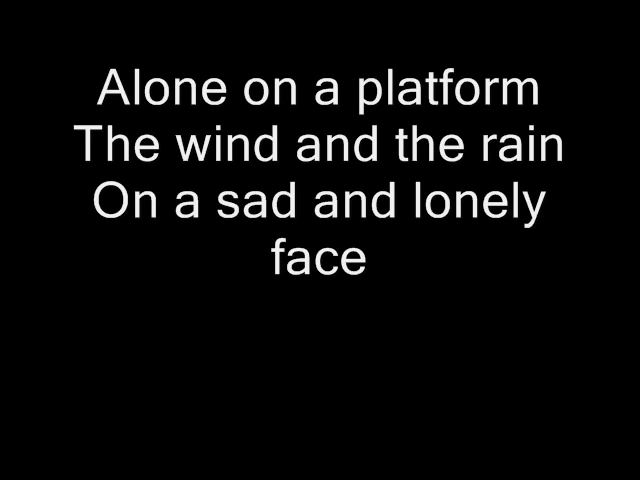 Alone on a platform
The wind and the rain
On a sad and lonely
face